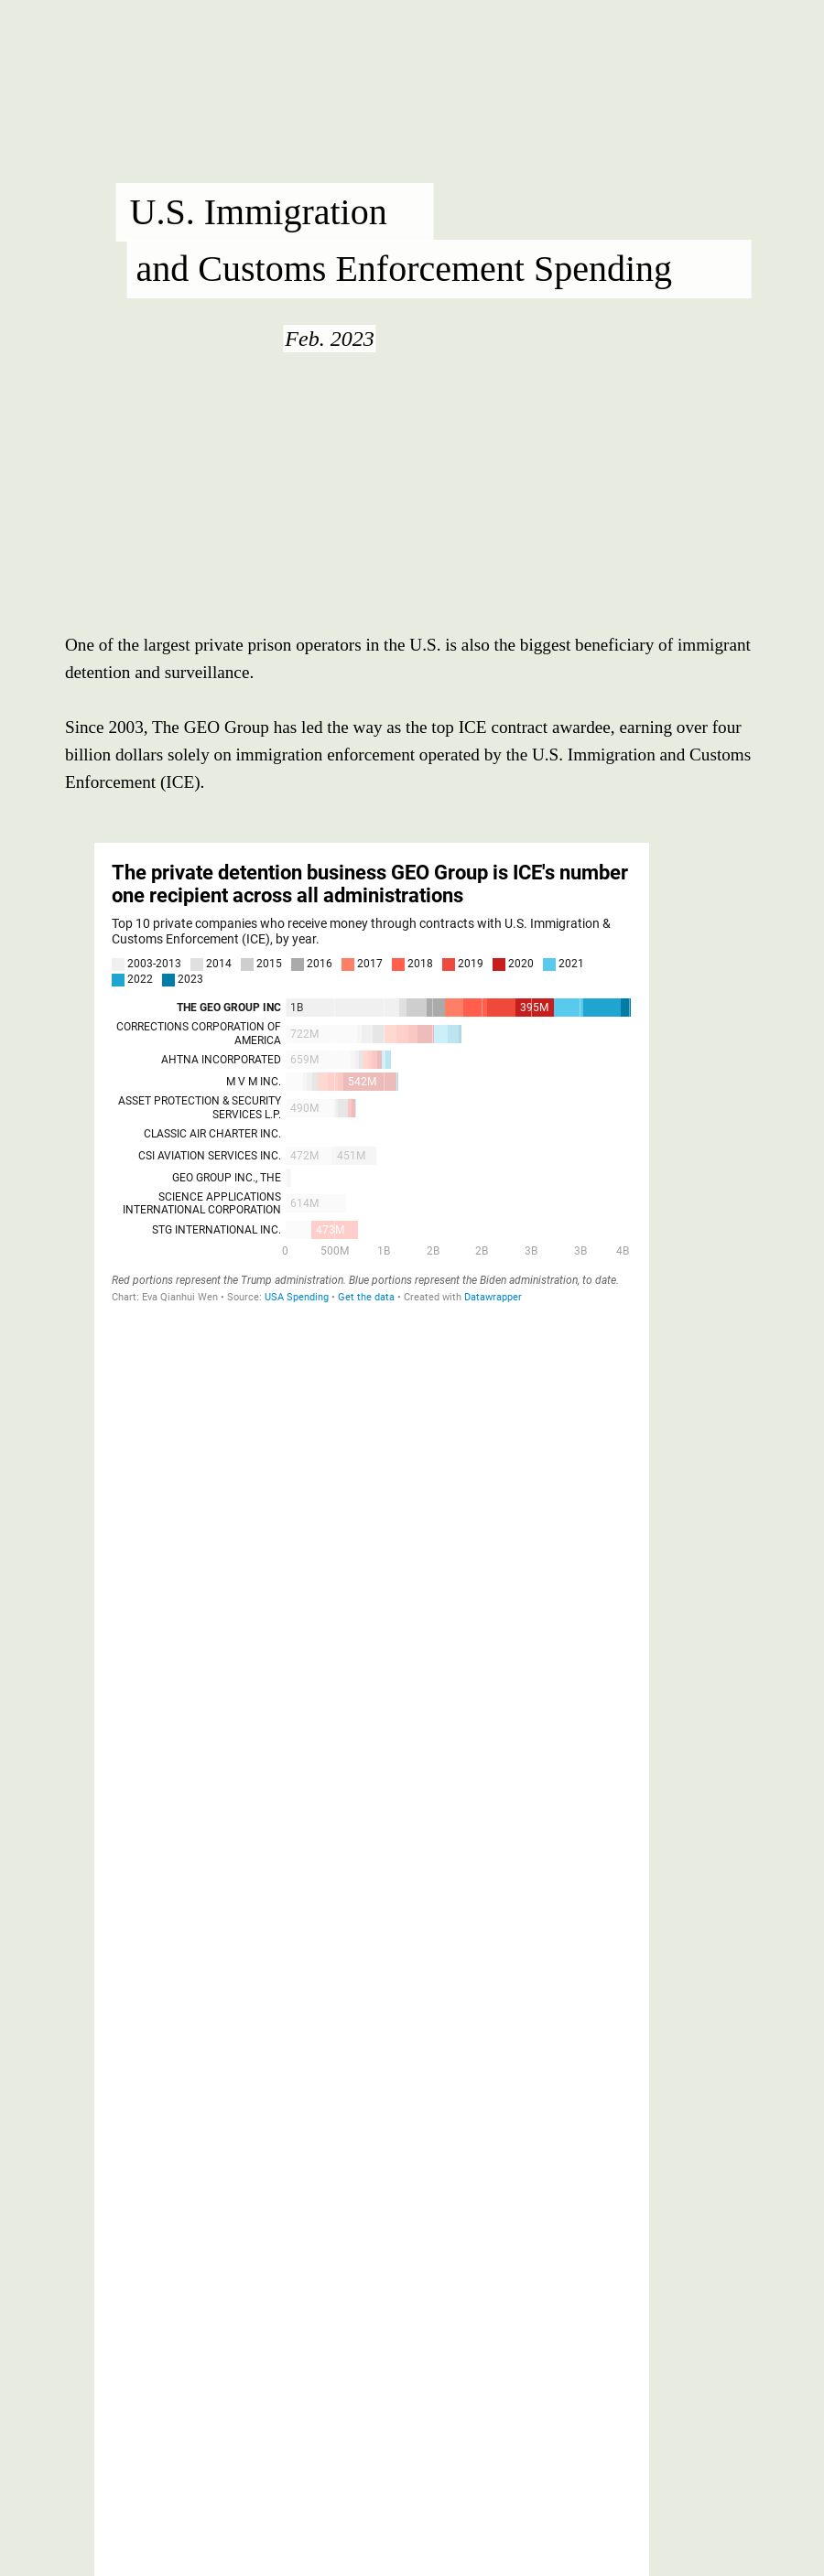 U.S. Immigration
and Customs Enforcement Spending
Feb. 2023
One of the largest private prison operators in the U.S. is also the biggest beneficiary of immigrant
detention and surveillance.
Since 2003, The GEO Group has led the way as the top ICE contract awardee, earning over four
billion dollars solely on immigration enforcement operated by the U.S. Immigration and Customs
Enforcement (ICE).
The private detention business GEO Group is ICE's number
one recipient across all administrations
Top 10 private companies who receive money through contracts with U.S. Immigration &
Customs Enforcement (ICE), by year.
2003-2013 2014 2015 2016 2017 2018 2019 2020 2021
2022 2023
THE GEO GROUP INC 1B 395M
CORRECTIONS CORPORATION OF
AMERICA 722M
AHTNA INCORPORATED 659M
M V M INC. 542M
ASSET PROTECTION & SECURITY
SERVICES L.P. 490M
CLASSIC AIR CHARTER INC.
CSI AVIATION SERVICES INC. 472M 451M
GEO GROUP INC., THE
SCIENCE APPLICATIONS
INTERNATIONAL CORPORATION 614M
STG INTERNATIONAL INC. 473M
0 500M 1B 2B 2B 3B 3B 4B
Red portions represent the Trump administration. Blue portions represent the Biden administration, to date.
Chart: Eva Qianhui Wen • Source: USA Spending • Get the data • Created with Datawrapper